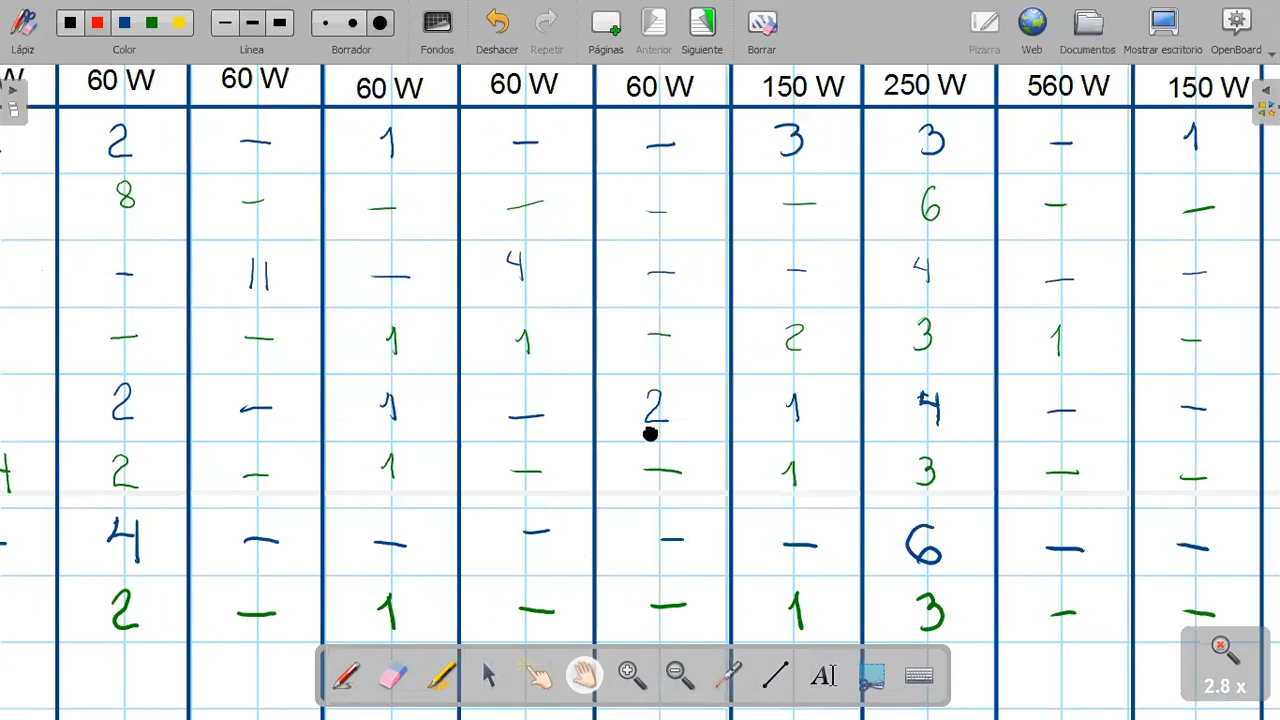 Lápiz Color Línea Borrador Fondos Deshacer Repetir Páginas Anterior Siguiente Borrar Pizarra Web Documentos Mostrar escritorio OpenBoard
W 60 W 60 W 60 W 60 W 60 W 150 W 250 W 560 W 150 W
2 — 1 — — 3 3 — 1
8 — — — — — 6 — —
— 11 — 4 — — 4 — —
— — 1 1 — 2 3 1 —
2 — 1 — 2 1 4 — —
4 2 — 1 — — 1 3 — —
— 4 — — — — — 6 — —
2 — 1 — — 1 3 — —
AI
2.8 x